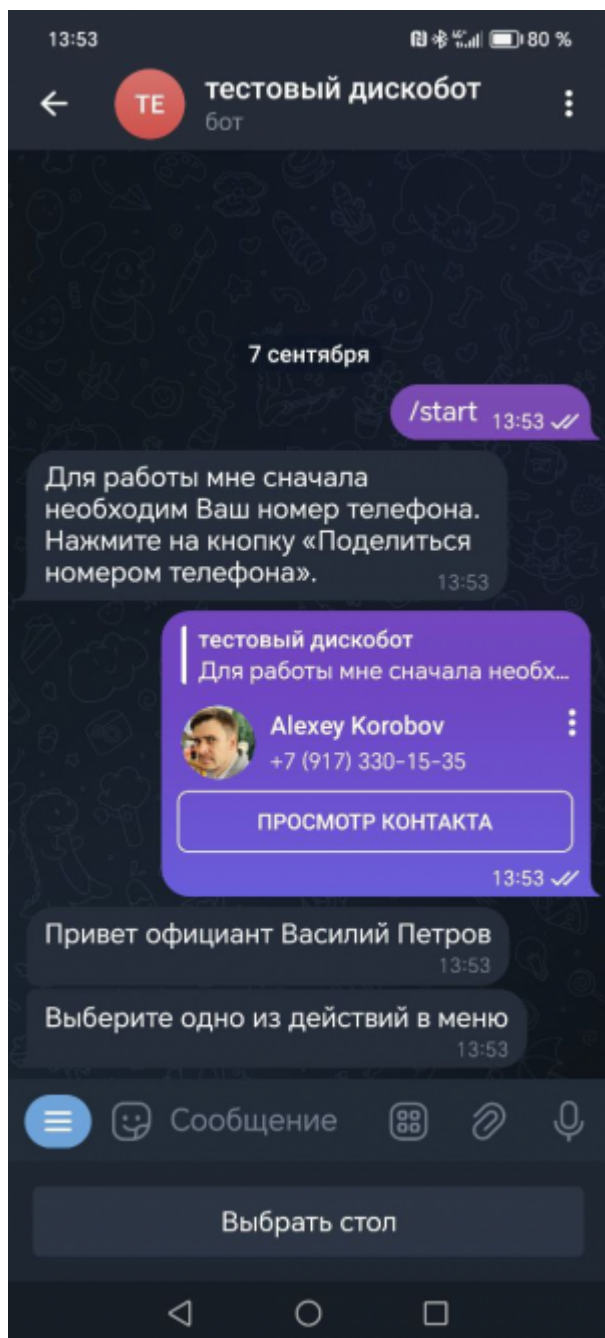 13:53
80 %
TE
тестовый дискобот
бот
7 сентября
/start 13:53
Для работы мне сначала
необходим Ваш номер телефона.
Нажмите на кнопку «Поделиться
номером телефона».
13:53
тестовый дискобот
Для работы мне сначала необх...
Alexey Korobov
+7 (917) 330-15-35
ПРОСМОТР КОНТАКТА
13:53
Привет официант Василий Петров
13:53
Выберите одно из действий в меню
13:53
Сообщение
Выбрать стол